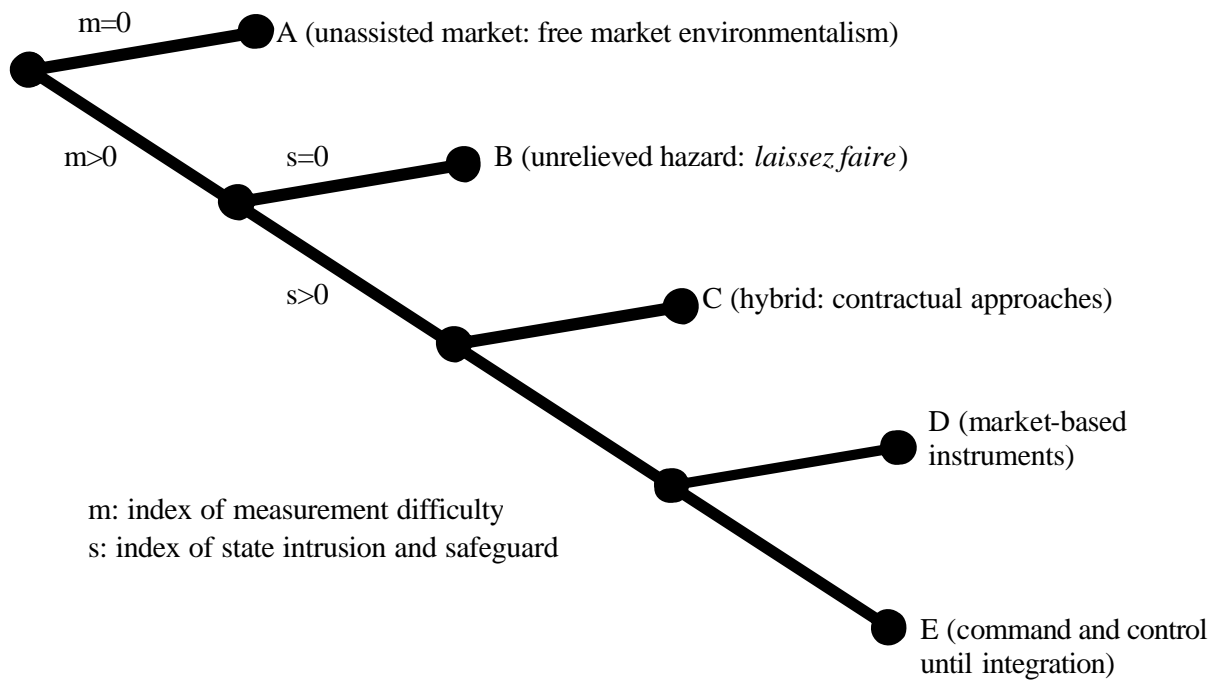 m=0
A (unassisted market: free market environmentalism)
m>0
s=0
B (unrelieved hazard: laissez faire)
s>0
C (hybrid: contractual approaches)
D (market-based
instruments)
m: index of measurement difficulty
s: index of state intrusion and safeguard
E (command and control
until integration)